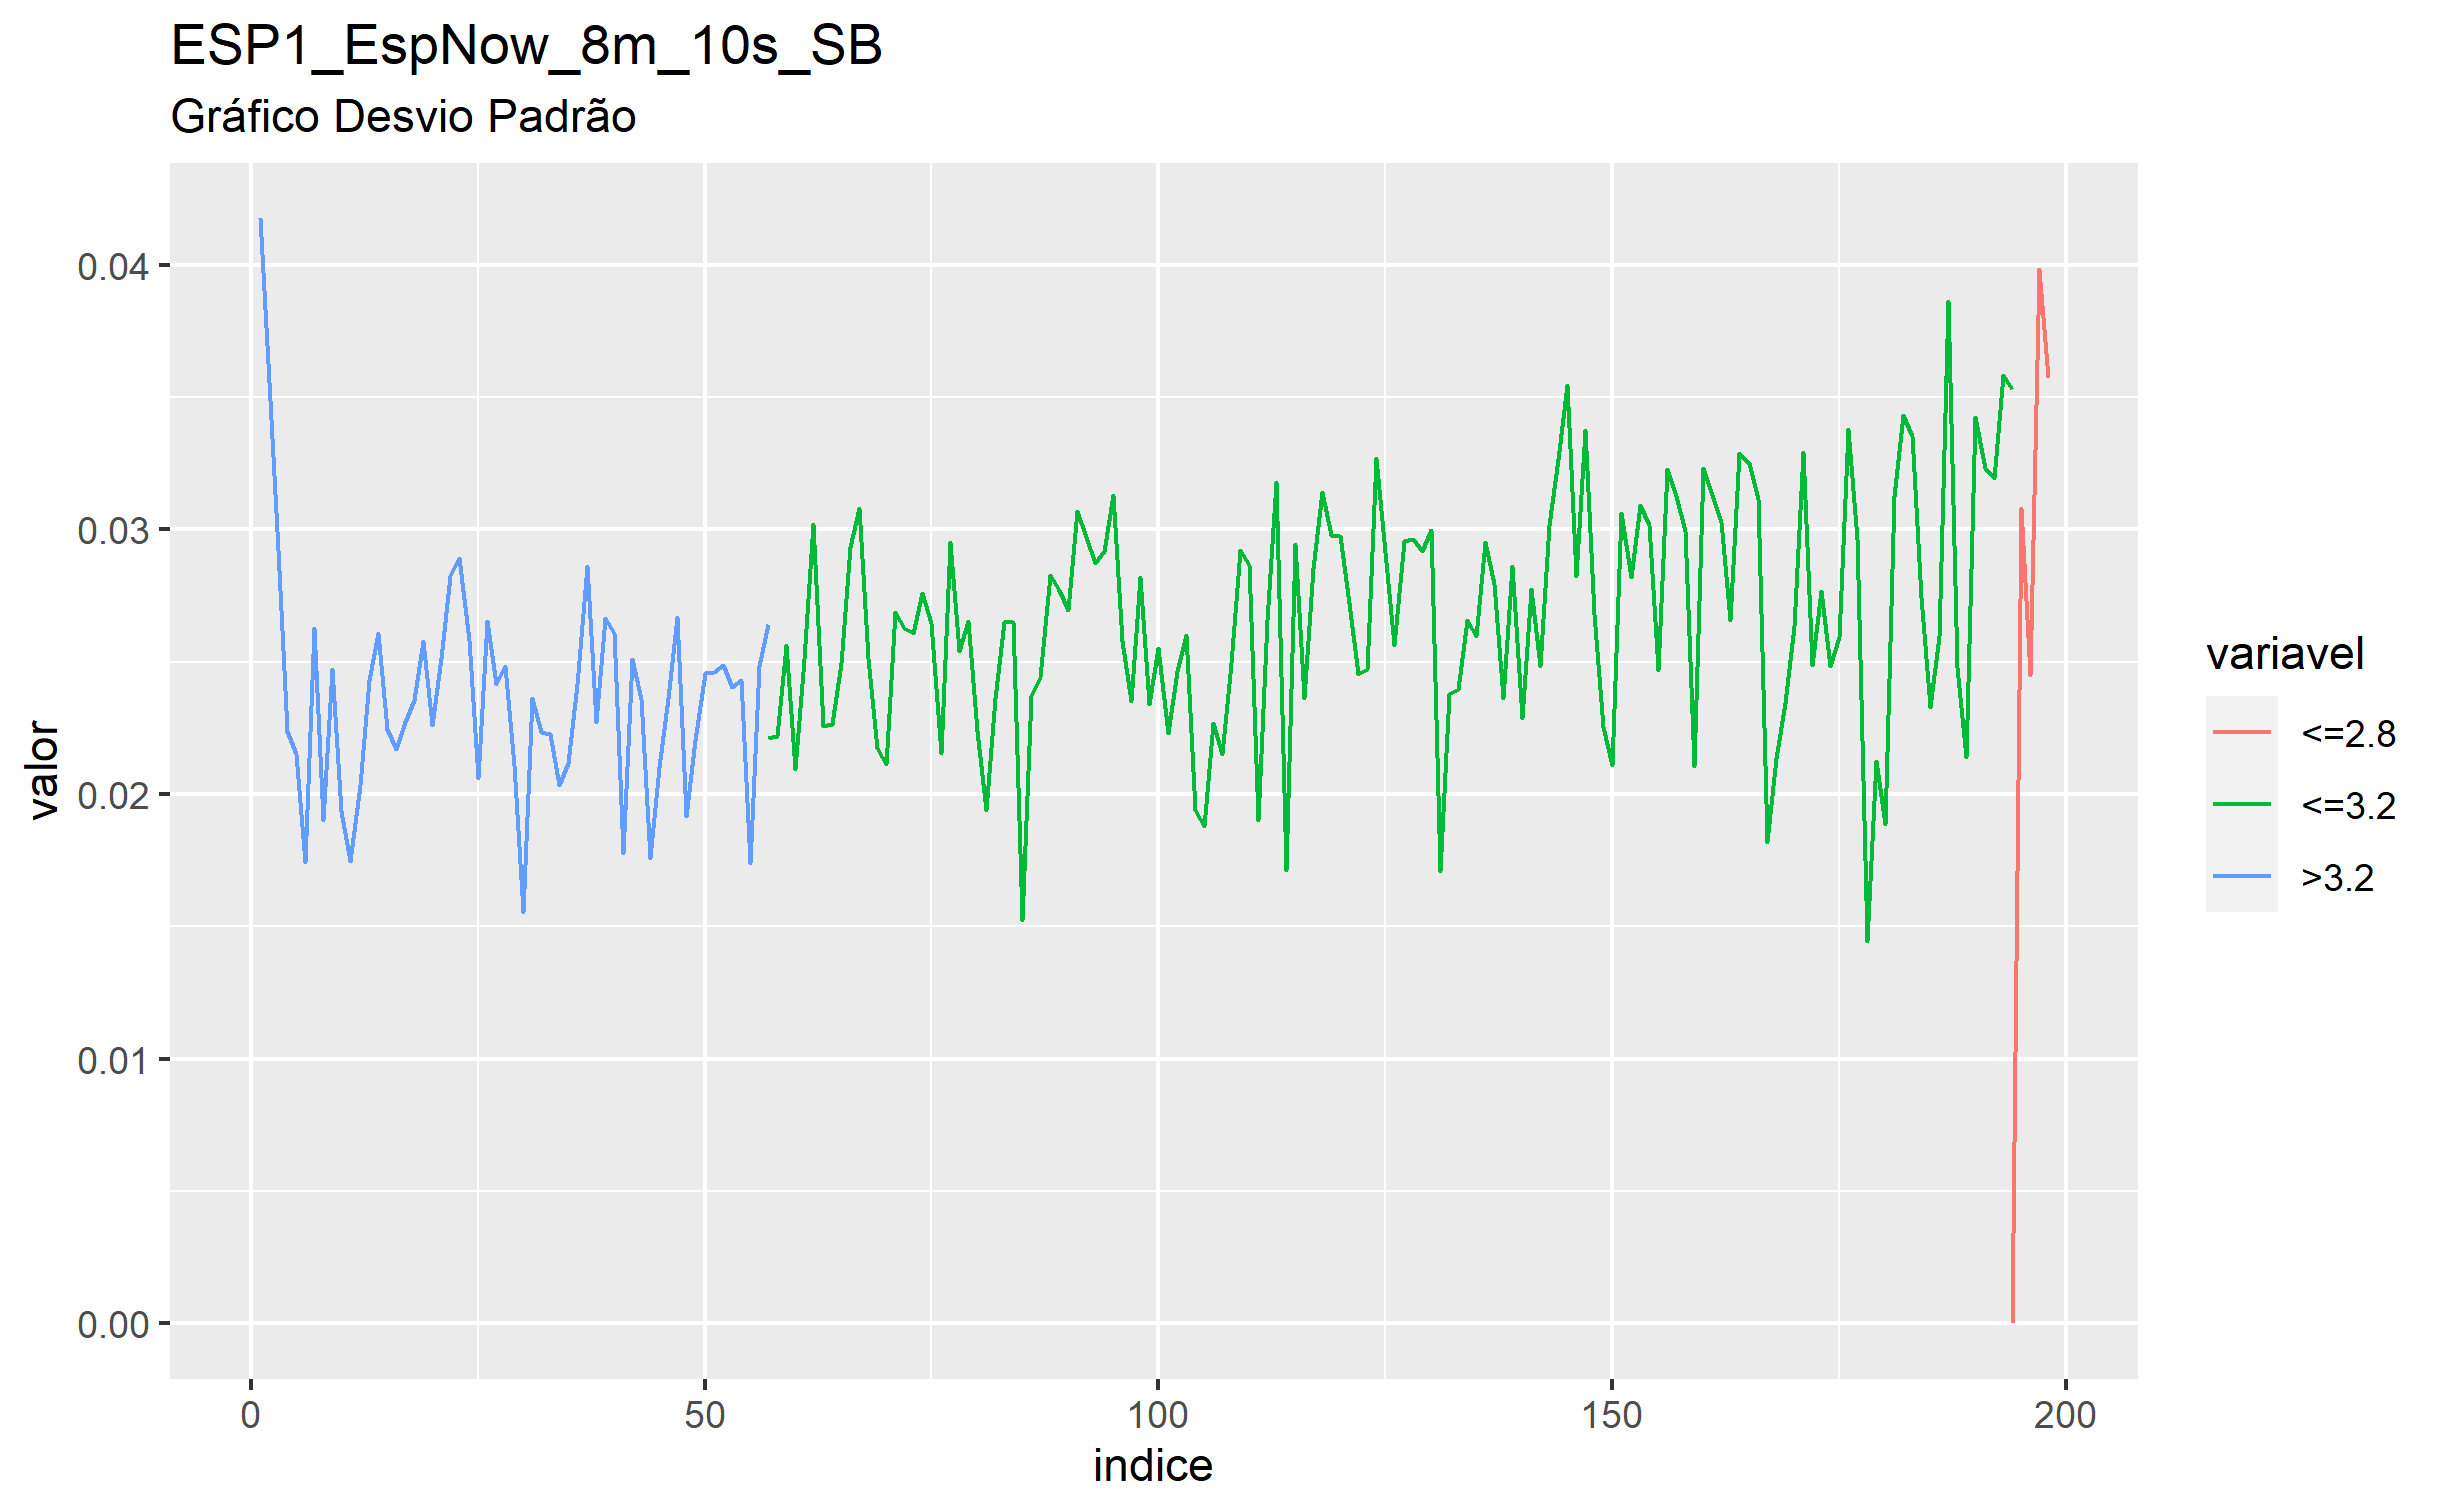 ESP1_EspNow_8m_10s_SB
Gráfico Desvio Padrão
valor
0.04
0.03
0.02
0.01
0.00
0 50 100 150 200
indice
variavel
<=2.8
<=3.2
>3.2